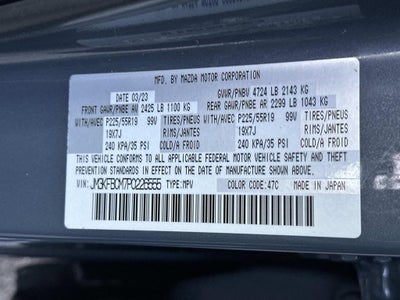 MFD. BY MAZDA MOTOR CORPORATION
DATE 03/23 GVWR/PNBV 4724 LB 2143 KG
FRONT GAWR/PNBE AV 2425 LB 1100 KG REAR GAWR/PNBE AR 2299 LB 1043 KG
WITH/AVEC P225/55R19 99V TIRES/PNEUS WITH/AVEC P225/55R19 99V TIRES/PNEUS
19X7J RIMS/JANTES 19X7J RIMS/JANTES
240 KPA/35 PSI COLD/A FROID 240 KPA/35 PSI COLD/A FROID
THIS VEHICLE CONFORMS TO ALL APPLICABLE FEDERAL MOTOR VEHICLE SAFETY, BUMPER, AND THEFT
PREVENTION STANDARDS IN EFFECT ON THE DATE OF MANUFACTURE SHOWN ABOVE.
VIN: TYPE:MPV COLOR CODE:47C MADE IN JAPAN